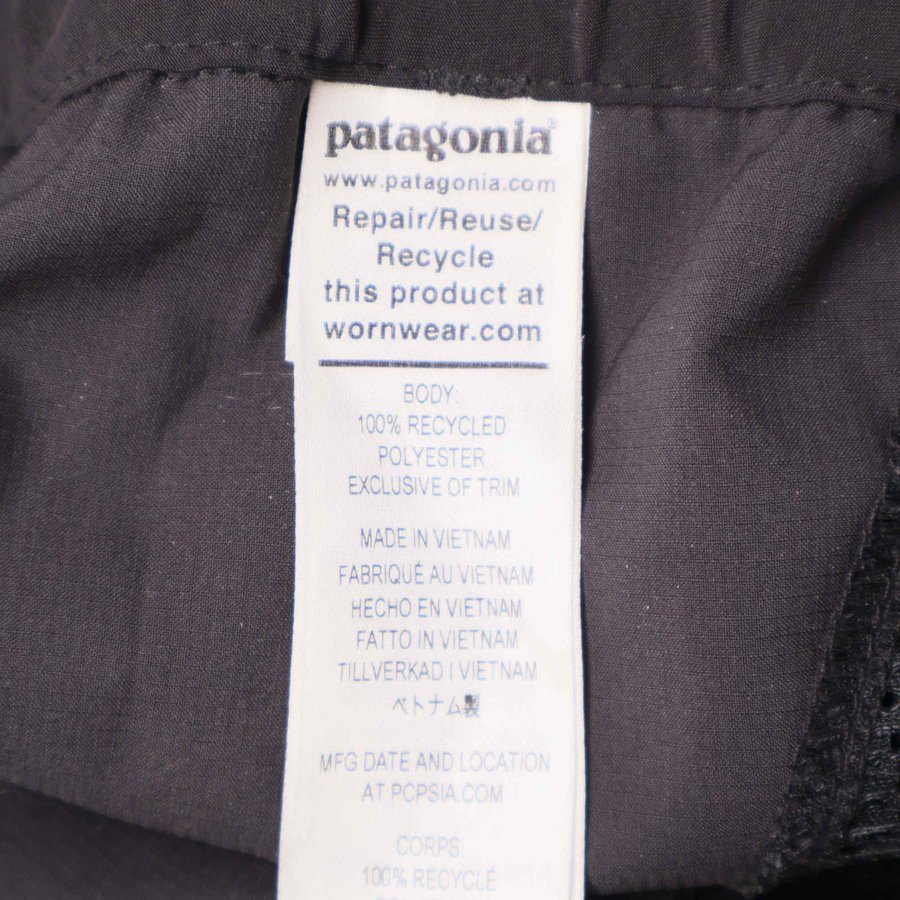 patagonia®
www.patagonia.com
Repair/Reuse/
Recycle
this product at
wornwear.com
BODY:
100% RECYCLED
POLYESTER
EXCLUSIVE OF TRIM
MADE IN VIETNAM
FABRIQUÉ AU VIETNAM
HECHO EN VIETNAM
FATTO IN VIETNAM
TILLVERKAD I VIETNAM
ベトナム製
MFG DATE AND LOCATION
AT PCPSIA.COM
CORPS
100% RECYCLÉ